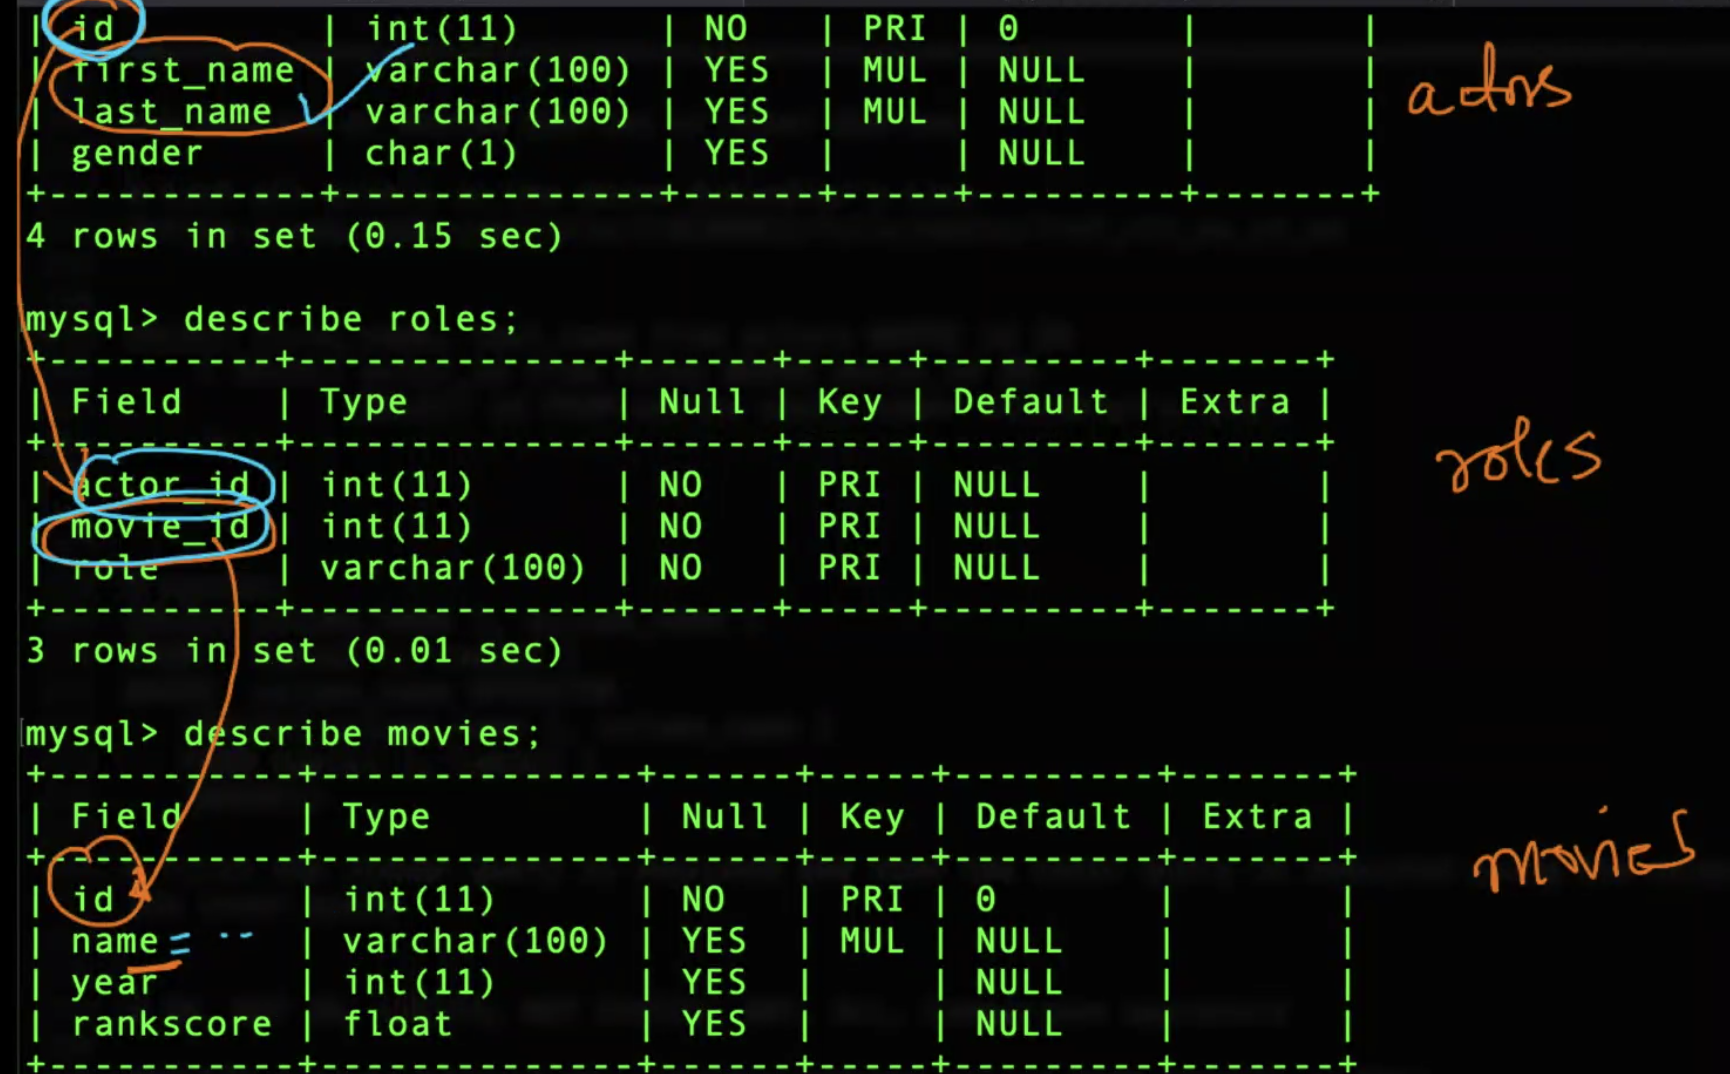 | id | int(11) | NO | PRI | 0 | |
| first_name | varchar(100) | YES | MUL | NULL | |
| last_name | varchar(100) | YES | MUL | NULL | |
actors
| gender | char(1) | YES | | NULL | |
+------------+--------------+------+-----+---------+-------+
4 rows in set (0.15 sec)
mysql> describe roles;
+----------+--------------+------+-----+---------+-------+
| Field | Type | Null | Key | Default | Extra |
+----------+--------------+------+-----+---------+-------+
roles
| actor_id | int(11) | NO | PRI | NULL | |
| movie_id | int(11) | NO | PRI | NULL | |
| role | varchar(100) | NO | PRI | NULL | |
+----------+--------------+------+-----+---------+-------+
3 rows in set (0.01 sec)
mysql> describe movies;
+-----------+--------------+------+-----+---------+-------+
| Field | Type | Null | Key | Default | Extra |
+-----------+--------------+------+-----+---------+-------+
movies
| id | int(11) | NO | PRI | 0 | |
| name = .. | varchar(100) | YES | MUL | NULL | |
| year | int(11) | YES | | NULL | |
| rankscore | float | YES | | NULL | |
+-----------+--------------+------+-----+---------+-------+